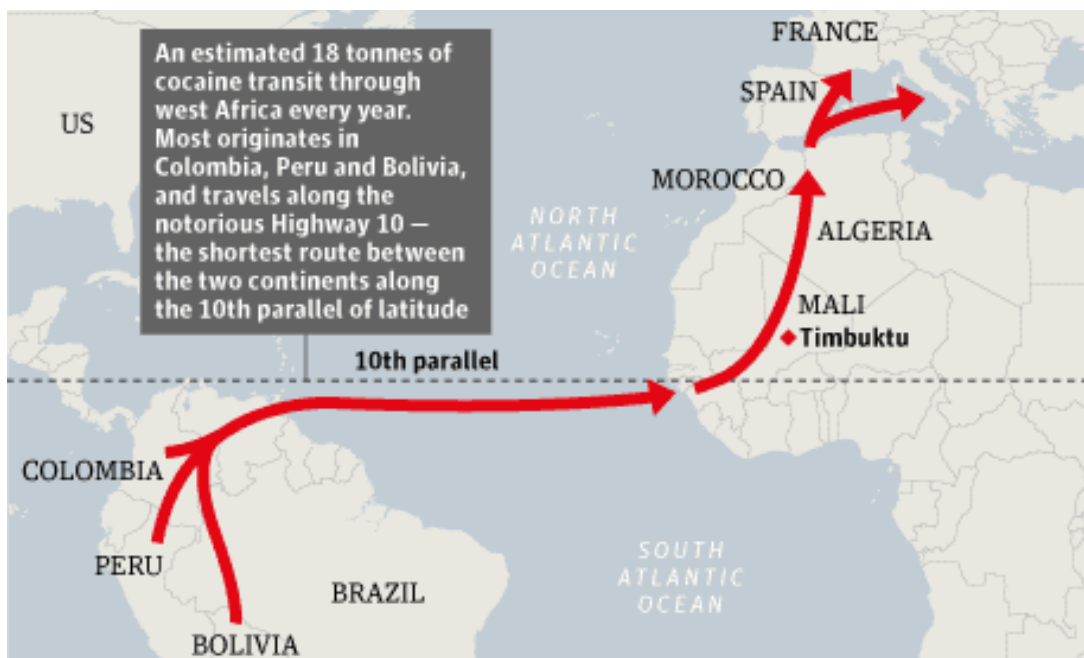 An estimated 18 tonnes of
cocaine transit through
west Africa every year.
Most originates in
Colombia, Peru and Bolivia,
and travels along the
notorious Highway 10 –
the shortest route between
the two continents along
the 10th parallel of latitude
US
FRANCE
SPAIN
MOROCCO
NORTH
ATLANTIC
OCEAN
ALGERIA
MALI
Timbuktu
10th parallel
COLOMBIA
PERU
BRAZIL
BOLIVIA
SOUTH
ATLANTIC
OCEAN